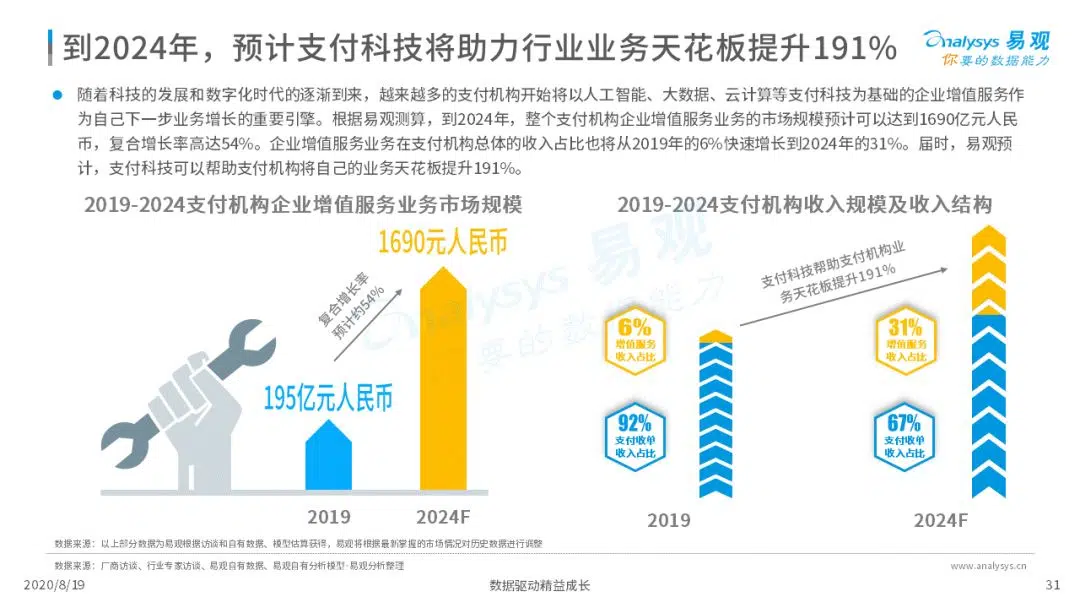 到2024年，预计支付科技将助力行业业务天花板提升191%
analysys 易观
你要的数据能力
随着科技的发展和数字化时代的逐渐到来，越来越多的支付机构开始将以人工智能、大数据、云计算等支付科技为基础的企业增值服务作
为自己下一步业务增长的重要引擎。根据易观测算，到2024年，整个支付机构企业增值服务业务的市场规模预计可以达到1690亿元人民
币，复合增长率高达54%。企业增值服务业务在支付机构总体的收入占比也将从2019年的6%快速增长到2024年的31%。届时，易观预
计，支付科技可以帮助支付机构将自己的业务天花板提升191%。
2019-2024支付机构企业增值服务业务市场规模
1690元人民币
复合增长率
预计约54%
195亿元人民币
2019
2024F
2019-2024支付机构收入规模及收入结构
支付科技帮助支付机构业
务天花板提升191%
6%
增值服务
收入占比
92%
支付收单
收入占比
31%
增值服务
收入占比
67%
支付收单
收入占比
2019
2024F
analysys 易观
要的数据能力
数据来源：以上部分数据为易观根据访谈和自有数据、模型估算获得，易观将根据最新掌握的市场情况对历史数据进行调整
数据来源：厂商访谈、行业专家访谈、易观自有数据、易观自有分析模型·易观分析整理
www.analysys.cn
2020/8/19
数据驱动精益成长
31